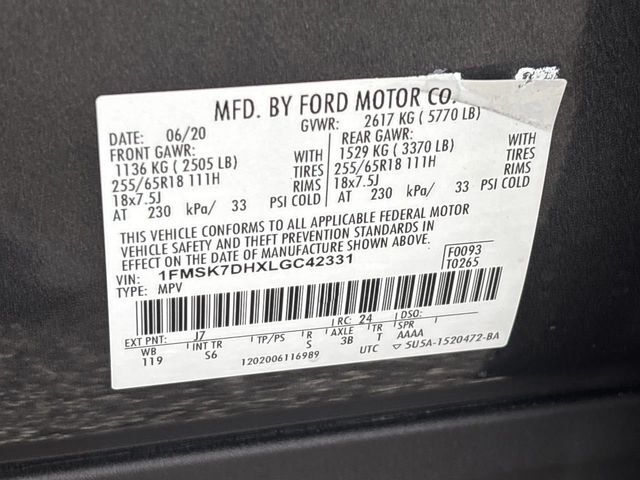 MFD. BY FORD MOTOR CO.
DATE: 06/20 GVWR: 2617 KG ( 5770 LB)
FRONT GAWR: REAR GAWR:
1136 KG ( 2505 LB) WITH 1529 KG ( 3370 LB) WITH
255/65R18 111H TIRES 255/65R18 111H TIRES
18x7.5J RIMS 18x7.5J RIMS
AT 230 kPa/ 33 PSI COLD AT 230 kPa/ 33 PSI COLD
THIS VEHICLE CONFORMS TO ALL APPLICABLE FEDERAL MOTOR
VEHICLE SAFETY AND THEFT PREVENTION STANDARDS IN
EFFECT ON THE DATE OF MANUFACTURE SHOWN ABOVE.
VIN: 1FMSK7DHXLGC42331 F0093
TYPE: MPV T0265
EXT PNT: J7 RC: 24 DSO:
WB INT TR TP/PS R AXLE TR SPR
119 S6 S 3B T AAAA
1202006116989 UTC 5U5A-1520472-BA